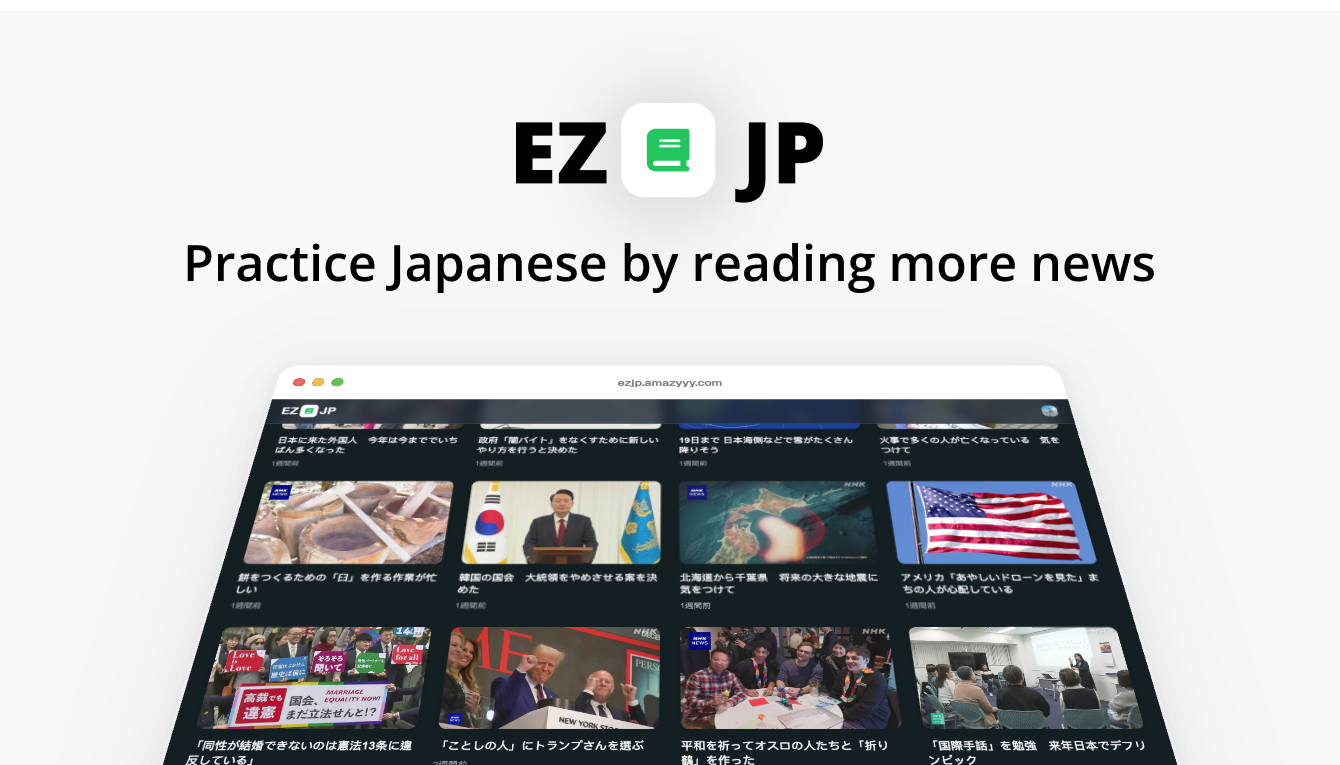 EZ JP
Practice Japanese by reading more news
ezjp.amazyyy.com
EZ JP
日本に来た外国人　今年は今まででいち
ばん多くなった
1週間前
政府「闇バイト」をなくすために新しい
やり方を行うと決めた
1週間前
19日まで 日本海側などで雪がたくさん
降りそう
1週間前
火事で多くの人が亡くなっている　気を
つけて
1週間前
NHK
NEWS
NHK
NEWS
NHK
NHK
餅をつくるための「臼」を作る作業が忙
しい
1週間前
韓国の国会　大統領をやめさせる案を決
めた
1週間前
北海道から千葉県　将来の大きな地震に
気をつけて
1週間前
アメリカ「あやしいドローンを見た」ま
ちの人が心配している
1週間前
Love
is
Love
そろそろ
聞いて
Love
for all
高裁でも
違憲
国会、
MARRIAGE
EQUALITY NOW!
まだ立法せんと!?
NHK
NEW YORK STO
PERS
NHK
NEWS
NHK
「同性が結婚できないのは憲法13条に違
反している」
「ことしの人」にトランプさんを選ぶ
2週間前
平和を祈ってオスロの人たちと「折り
鶴」を作った
「国際手話」を勉強　来年日本でデフリ
ンピック